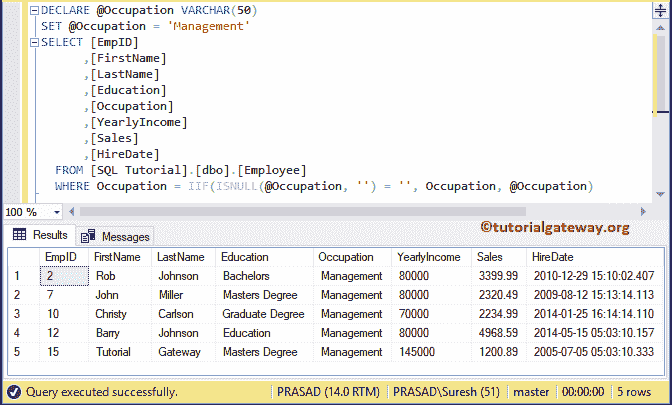 DECLARE @Occupation VARCHAR(50)
SET @Occupation = 'Management'
SELECT [EmpID]
,[FirstName]
,[LastName]
,[Education]
,[Occupation]
,[YearlyIncome]
,[Sales]
,[HireDate]
FROM [SQL Tutorial].[dbo].[Employee]
WHERE Occupation = IIF(ISNULL(@Occupation, '') = '', Occupation, @Occupation)
100 %
©tutorialgateway.org
Results Messages
EmpID FirstName LastName Education Occupation YearlyIncome Sales HireDate
1 2 Rob Johnson Bachelors Management 80000 3399.99 2010-12-29 15:10:02.407
2 7 John Miller Masters Degree Management 80000 2320.49 2009-08-12 15:13:14.113
3 10 Christy Carlson Graduate Degree Management 70000 2234.99 2014-01-25 16:14:14.110
4 12 Barry Johnson Education Management 80000 4968.59 2014-05-15 05:03:10.157
5 15 Tutorial Gateway Masters Degree Management 145000 1200.89 2005-07-05 05:03:10.333
Query executed successfully. PRASAD (14.0 RTM) PRASAD\Suresh (51) master 00:00:00 5 rows